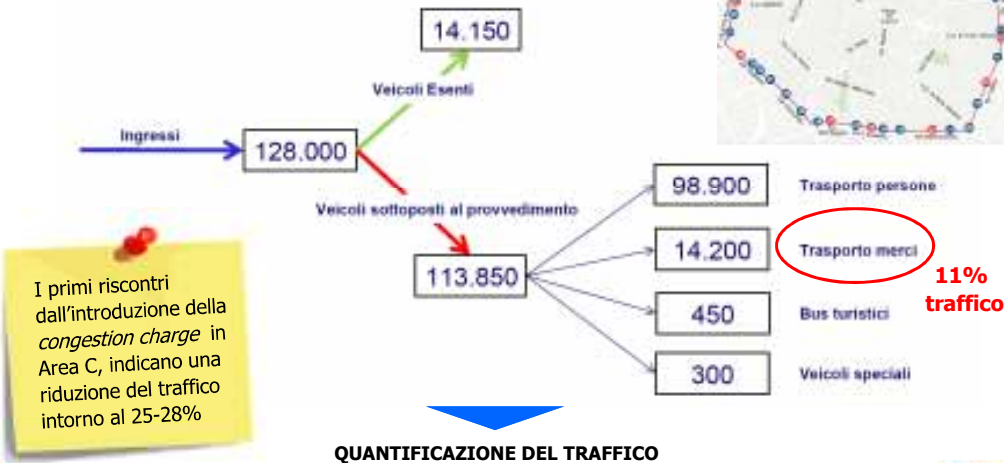 14.150
Veicoli Esenti
Ingressi
128.000
Veicoli sottoposti al provvedimento
113.850
98.900
Trasporto persone
14.200
Trasporto merci
11%
traffico
450
Bus turistici
300
Veicoli speciali
I primi riscontri
dall'introduzione della
congestion charge in
Area C, indicano una
riduzione del traffico
intorno al 25-28%
QUANTIFICAZIONE DEL TRAFFICO